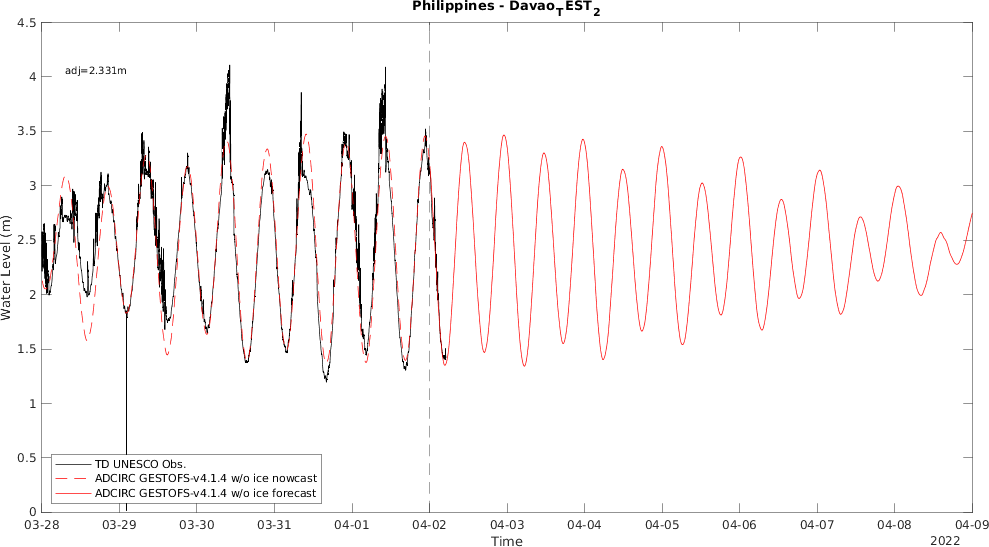 Philippines - Davao_TEST_2
4.5
4
3.5
3
2.5
2
1.5
1
0.5
0
Water Level (m)
adj=2.331m
TD UNESCO Obs.
ADCIRC GESTOFS-v4.1.4 w/o ice nowcast
ADCIRC GESTOFS-v4.1.4 w/o ice forecast
03-28 03-29 03-30 03-31 04-01 04-02 04-03 04-04 04-05 04-06 04-07 04-08 04-09
Time
2022